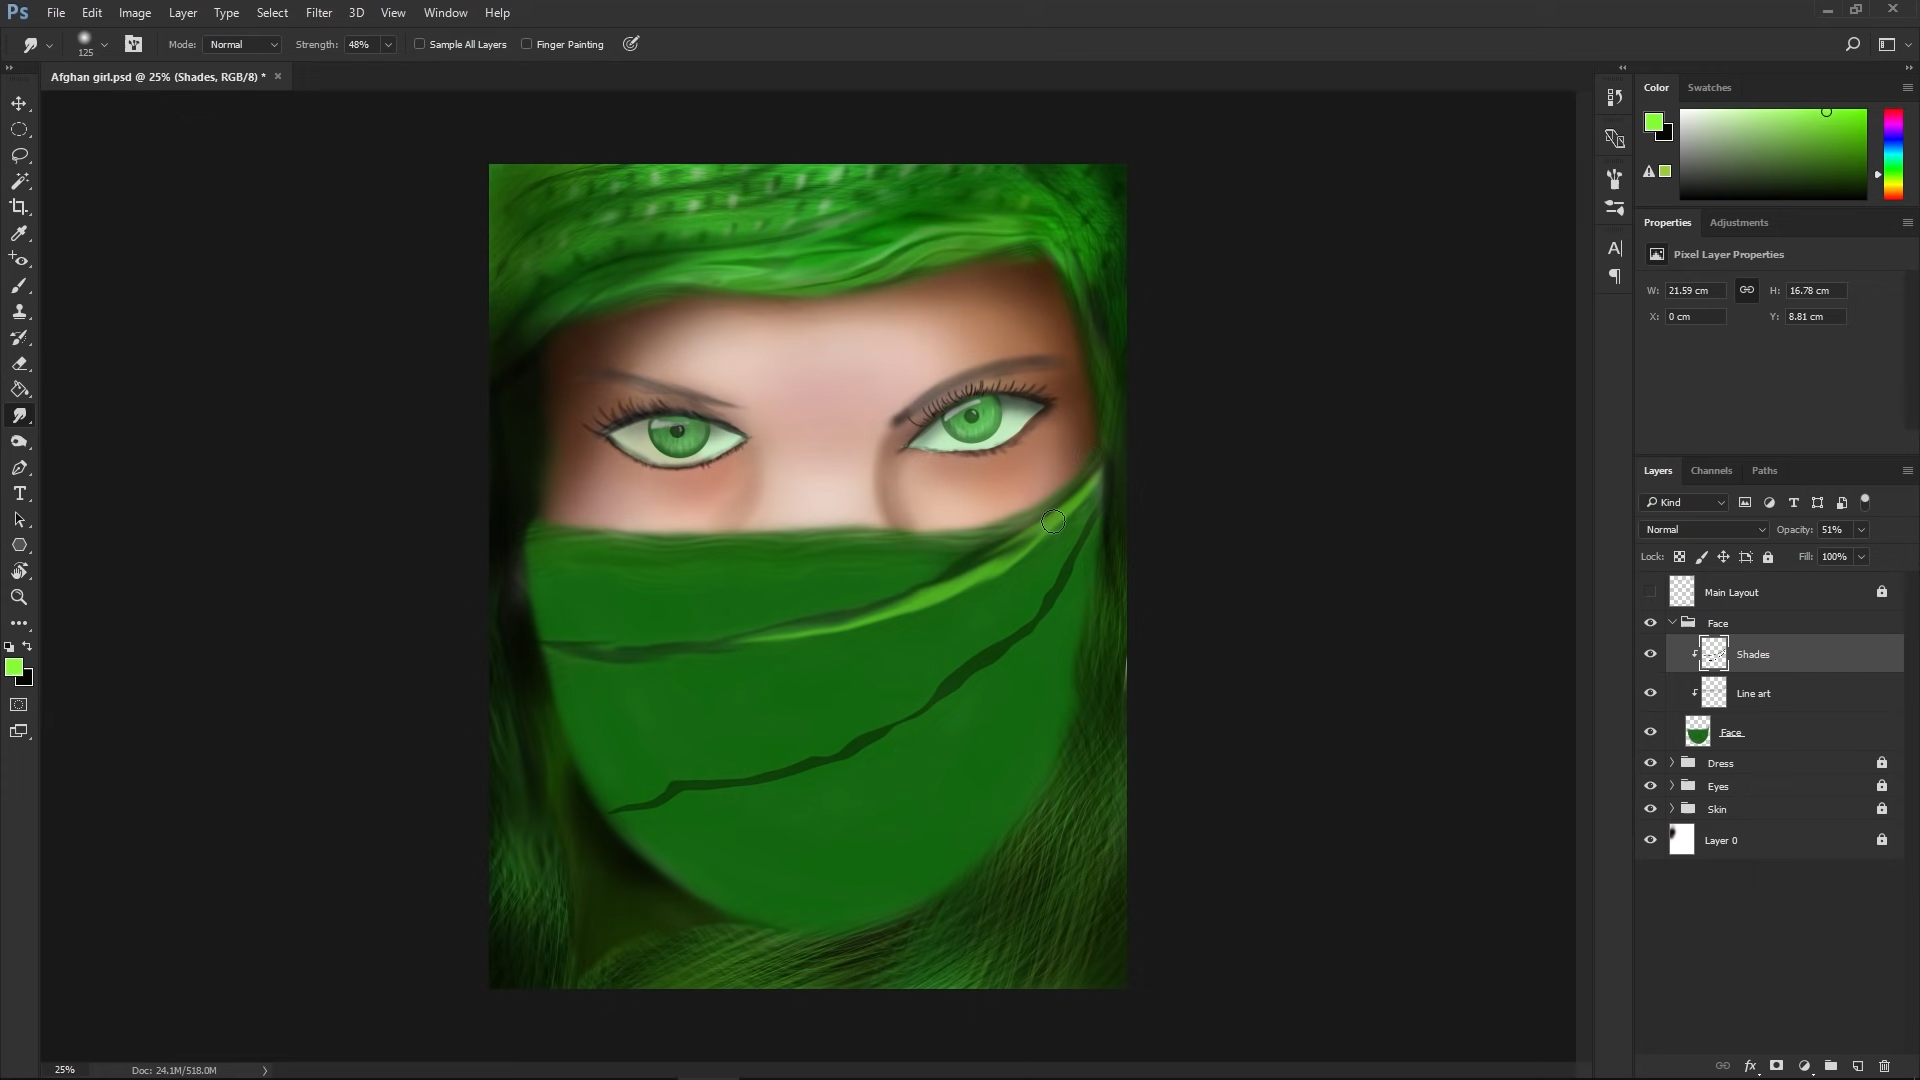 Ps File Edit Image Layer Type Select Filter 3D View Window Help
125 Mode: Normal Strength: 48% Sample All Layers Finger Painting
Afghan girl.psd @ 25% (Shades, RGB/8) *
Color Swatches
Properties Adjustments
Pixel Layer Properties
W: 21.59 cm H: 16.78 cm
X: 0 cm Y: 8.81 cm
Layers Channels Paths
Kind
Normal Opacity: 51%
Lock: Fill: 100%
Main Layout
Face
Shades
Line art
Face
Dress
Eyes
Skin
Layer 0
25% Doc: 24.1M/518.0M